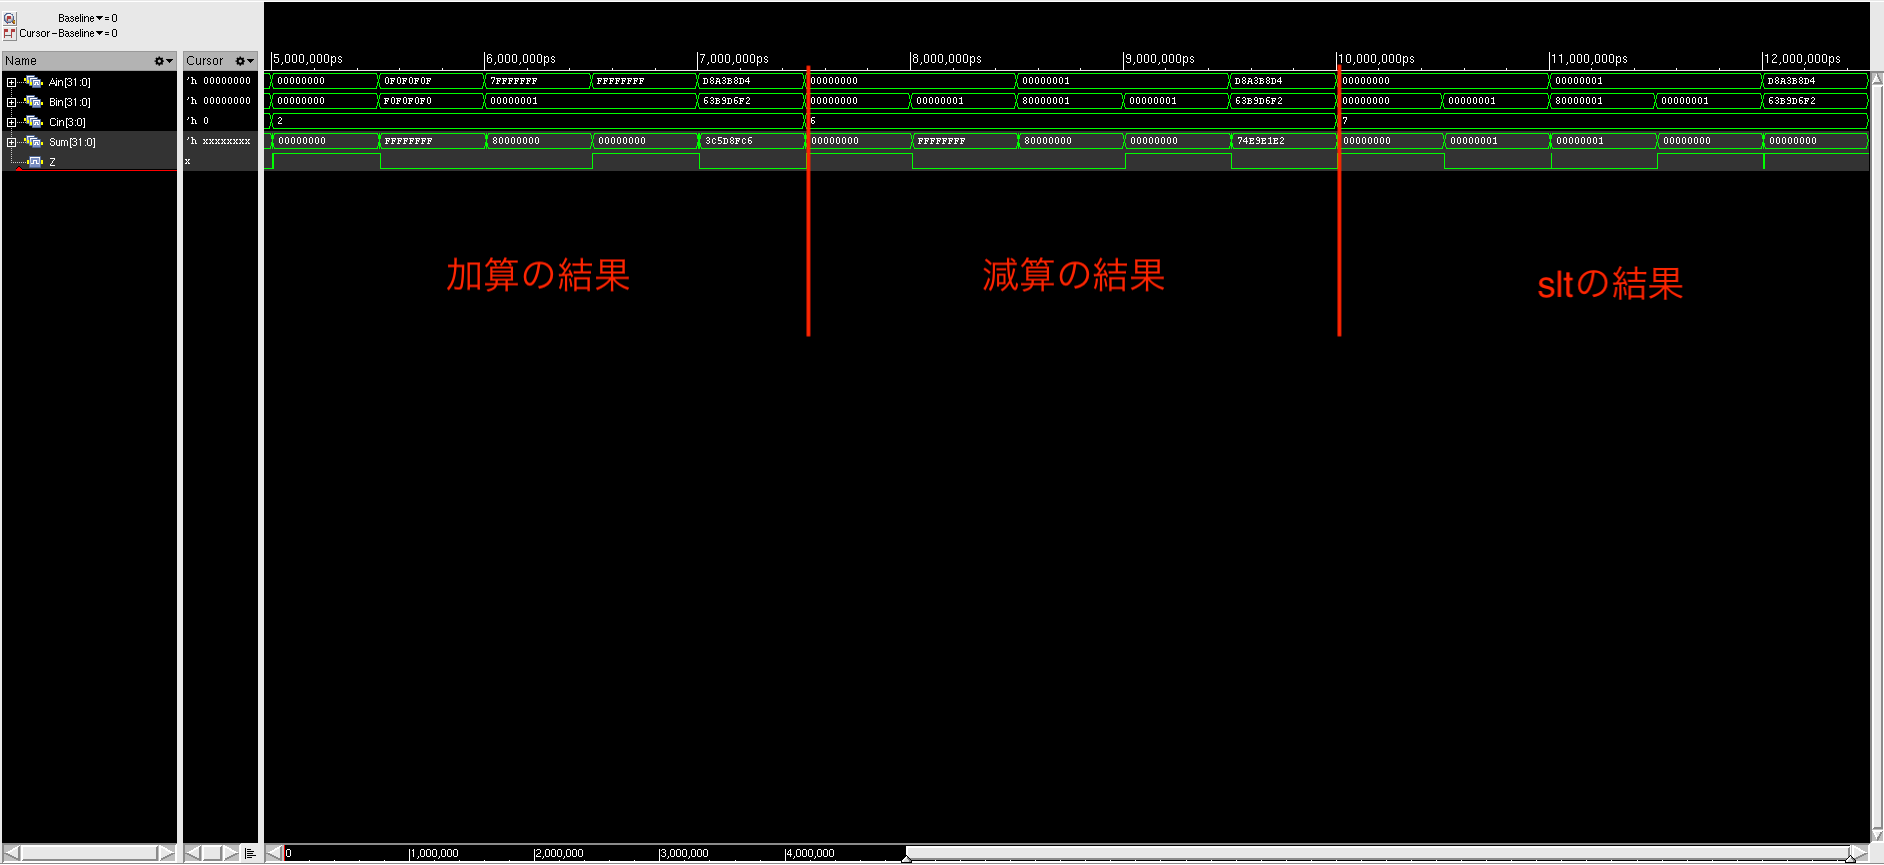 Baseline▼=0
Cursor-Baseline▼=0
Name Cursor
5,000,000ps 6,000,000ps 7,000,000ps 8,000,000ps 9,000,000ps 10,000,000ps 11,000,000ps 12,000,000ps
Ain[31:0] 'h 00000000 00000000 0F0F0F0F 7FFFFFFF FFFFFFFF D8A3B8D4 00000000 00000001 D8A3B8D4 00000000 00000001 D8A3B8D4
Bin[31:0] 'h 00000000 00000000 F0F0F0F0 00000001 63B9D6F2 00000000 00000001 80000001 00000001 63B9D6F2 00000000 00000001 80000001 00000001 63B9D6F2
Cin[3:0] 'h 0 2 6 7
Sum[31:0] 'h xxxxxxxx 00000000 FFFFFFFF 80000000 00000000 3C5D8FC6 00000000 FFFFFFFF 80000000 00000000 74E9E1E2 00000000 00000001 00000001 00000000 00000000
Z x
加算の結果 減算の結果 sltの結果
0 1,000,000 2,000,000 3,000,000 4,000,000